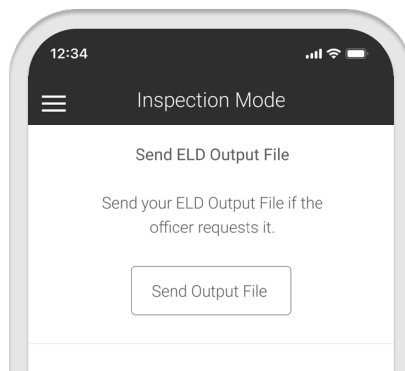 12:34
Inspection Mode
Send ELD Output File
Send your ELD Output File if the
officer requests it.
Send Output File